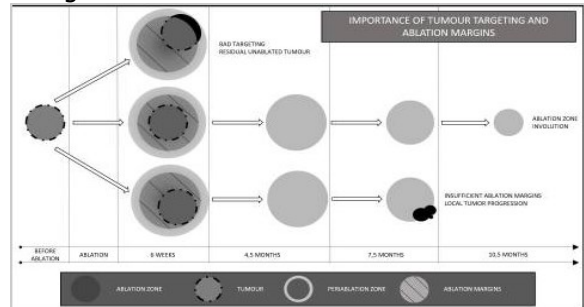 IMPORTANCE OF TUMOUR TARGETING AND
ABLATION MARGINS
BAD TARGETING
RESIDUAL UNABLATED TUMOUR
ABLATION ZONE
INVOLUTION
INSUFFICIENT ABLATION MARGINS
LOCAL TUMOR PROGRESSION
BEFORE
ABLATION
ABLATION
6 WEEKS
4,5 MONTHS
7,5 MONTHS
10,5 MONTHS
ABLATION ZONE
TUMOUR
PERIABLATION ZONE
ABLATION MARGINS